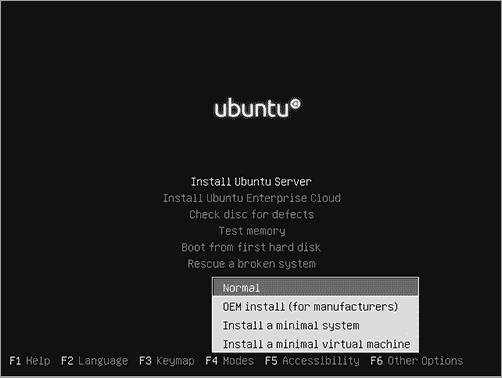 ubuntu
Install Ubuntu Server
Install Ubuntu Enterprise Cloud
Check disc for defects
Test memory
Boot from first hard disk
Rescue a broken system
Normal
OEM install (for manufacturers)
Install a minimal system
Install a minimal virtual machine
F1 Help F2 Language F3 Keymap F4 Modes F5 Accessibility F6 Other Options